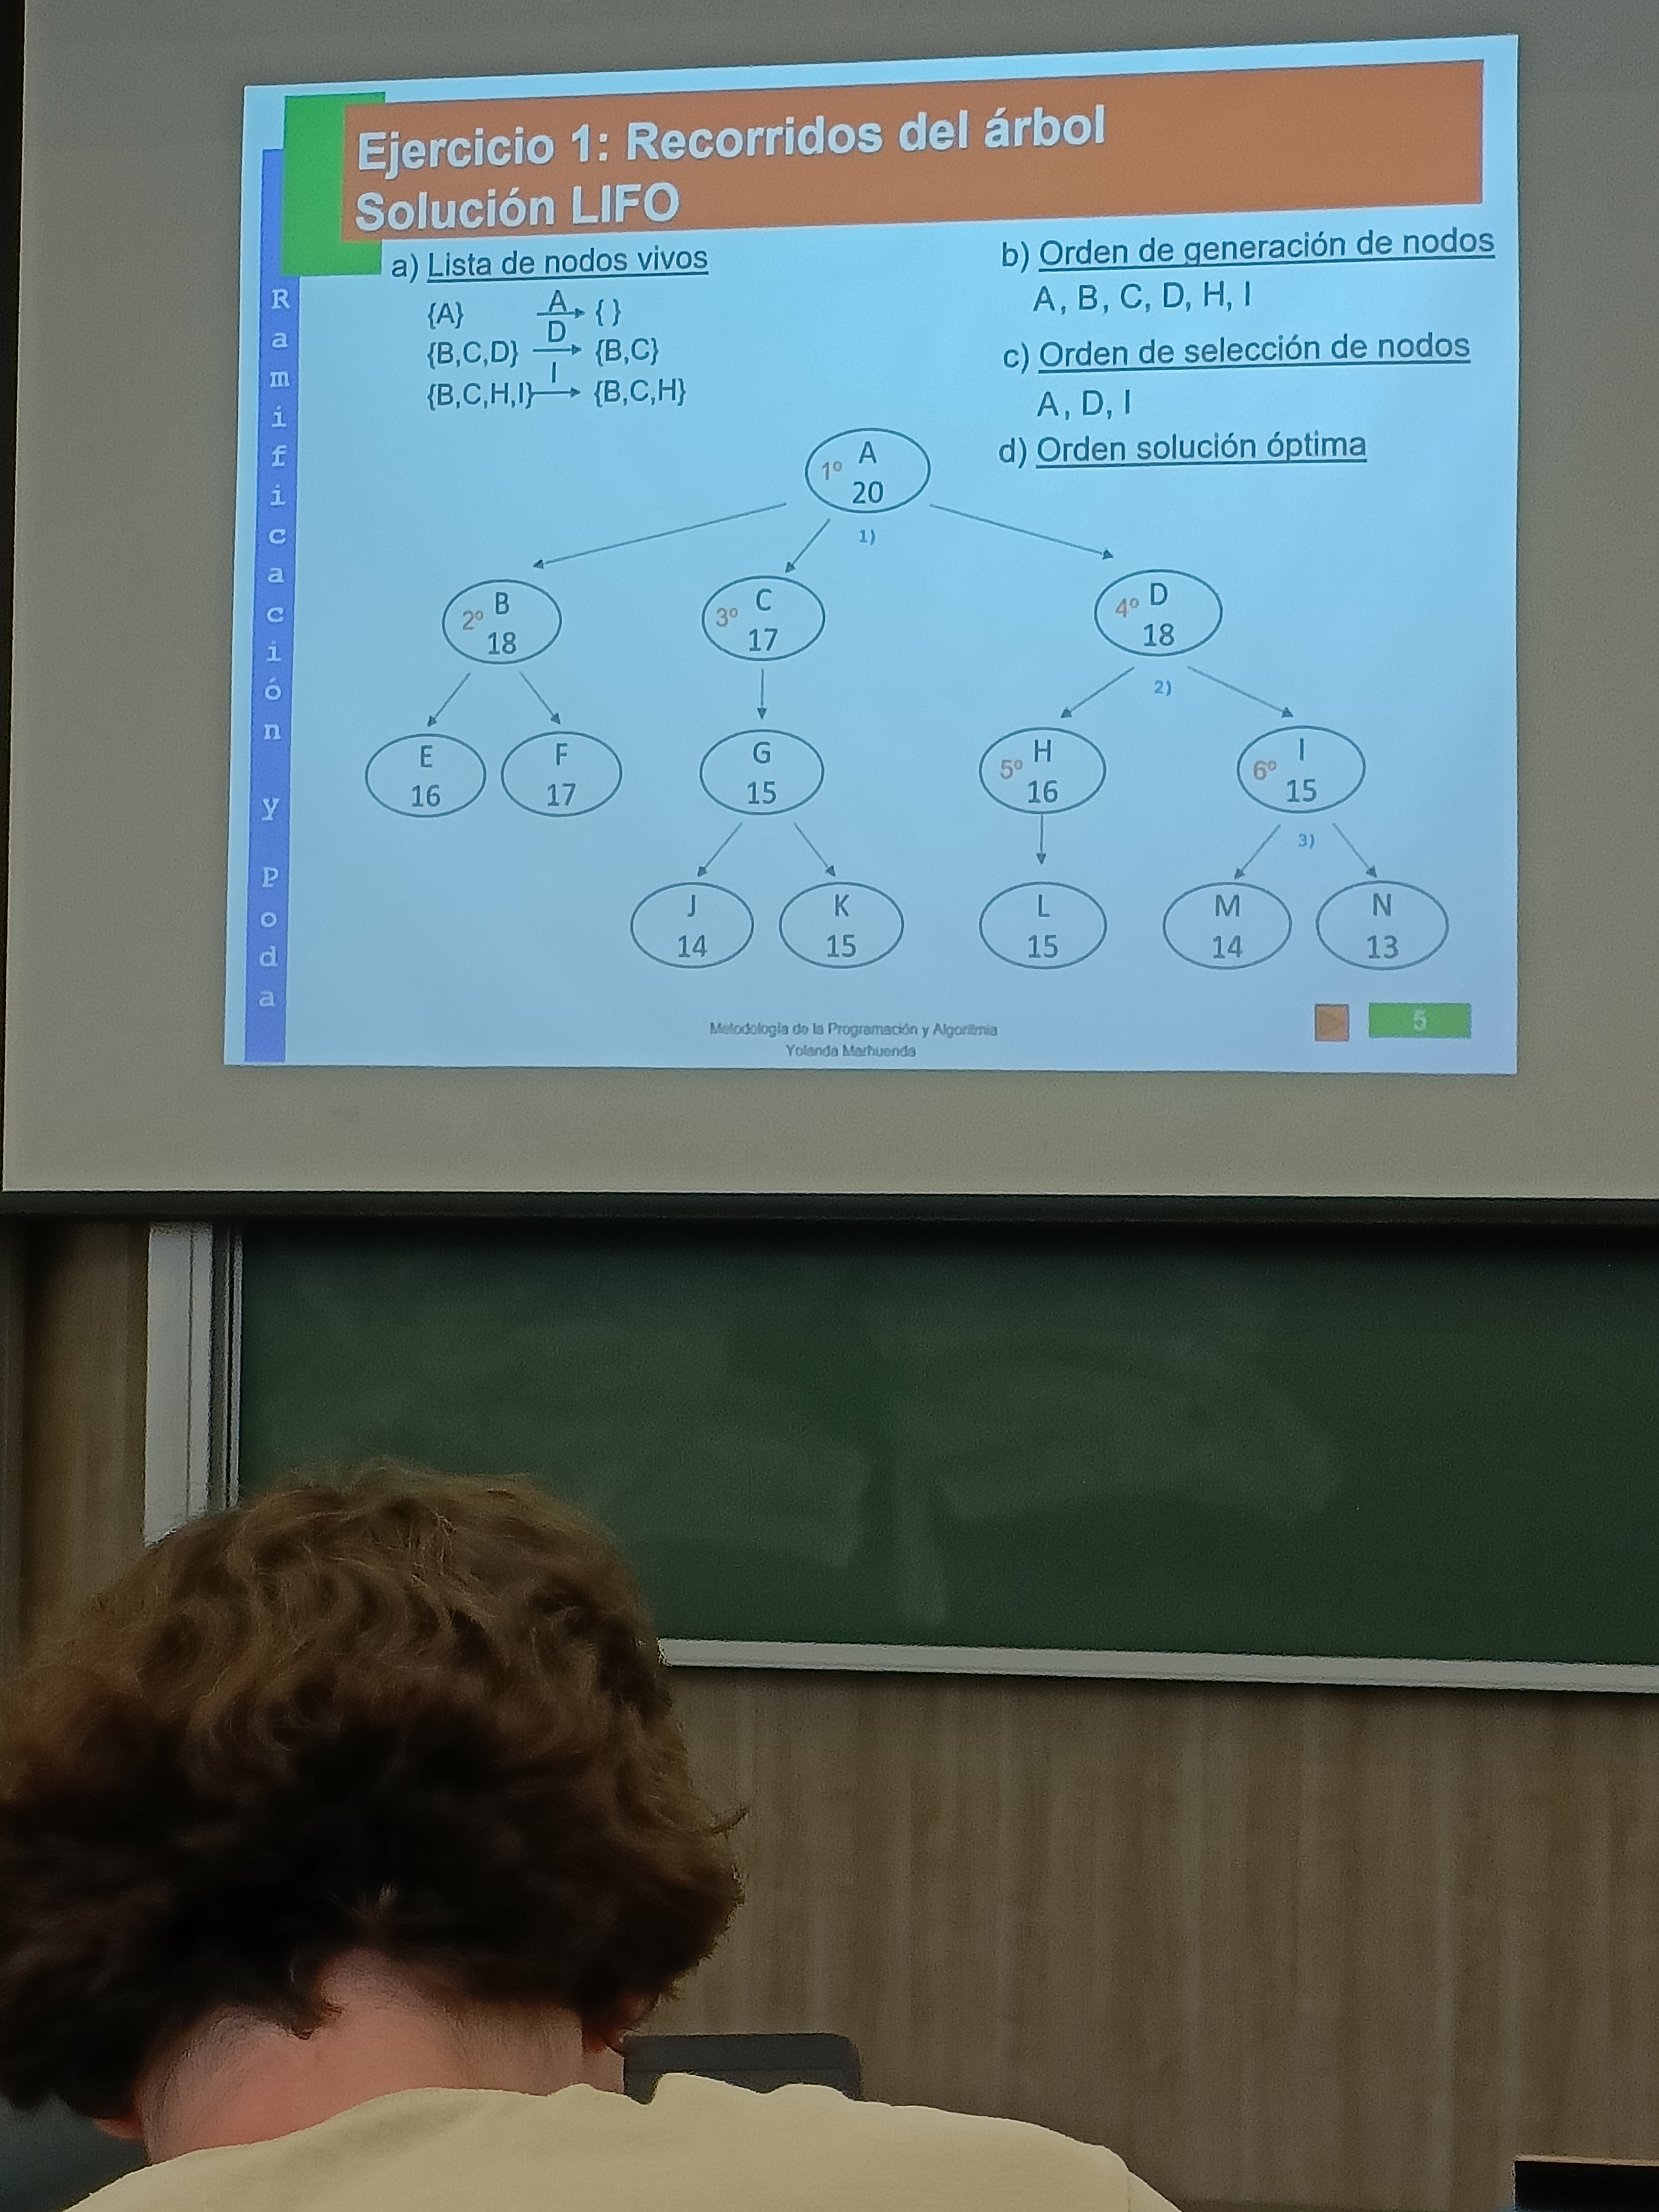 Ejercicio 1: Recorridos del árbol
Solución LIFO
Ramificación y Poda
a) Lista de nodos vivos
{A} A { }
{B,C,D} D {B,C}
{B,C,H,I} I {B,C,H}
b) Orden de generación de nodos
A, B, C, D, H, I
c) Orden de selección de nodos
A, D, I
d) Orden solución óptima
1º A
20
1)
2º B
18
3º C
17
4º D
18
2)
E
16
F
17
G
15
5º H
16
6º I
15
3)
J
14
K
15
L
15
M
14
N
13
Metodología de la Programación y Algoritmia
Yolanda Marhuenda
5